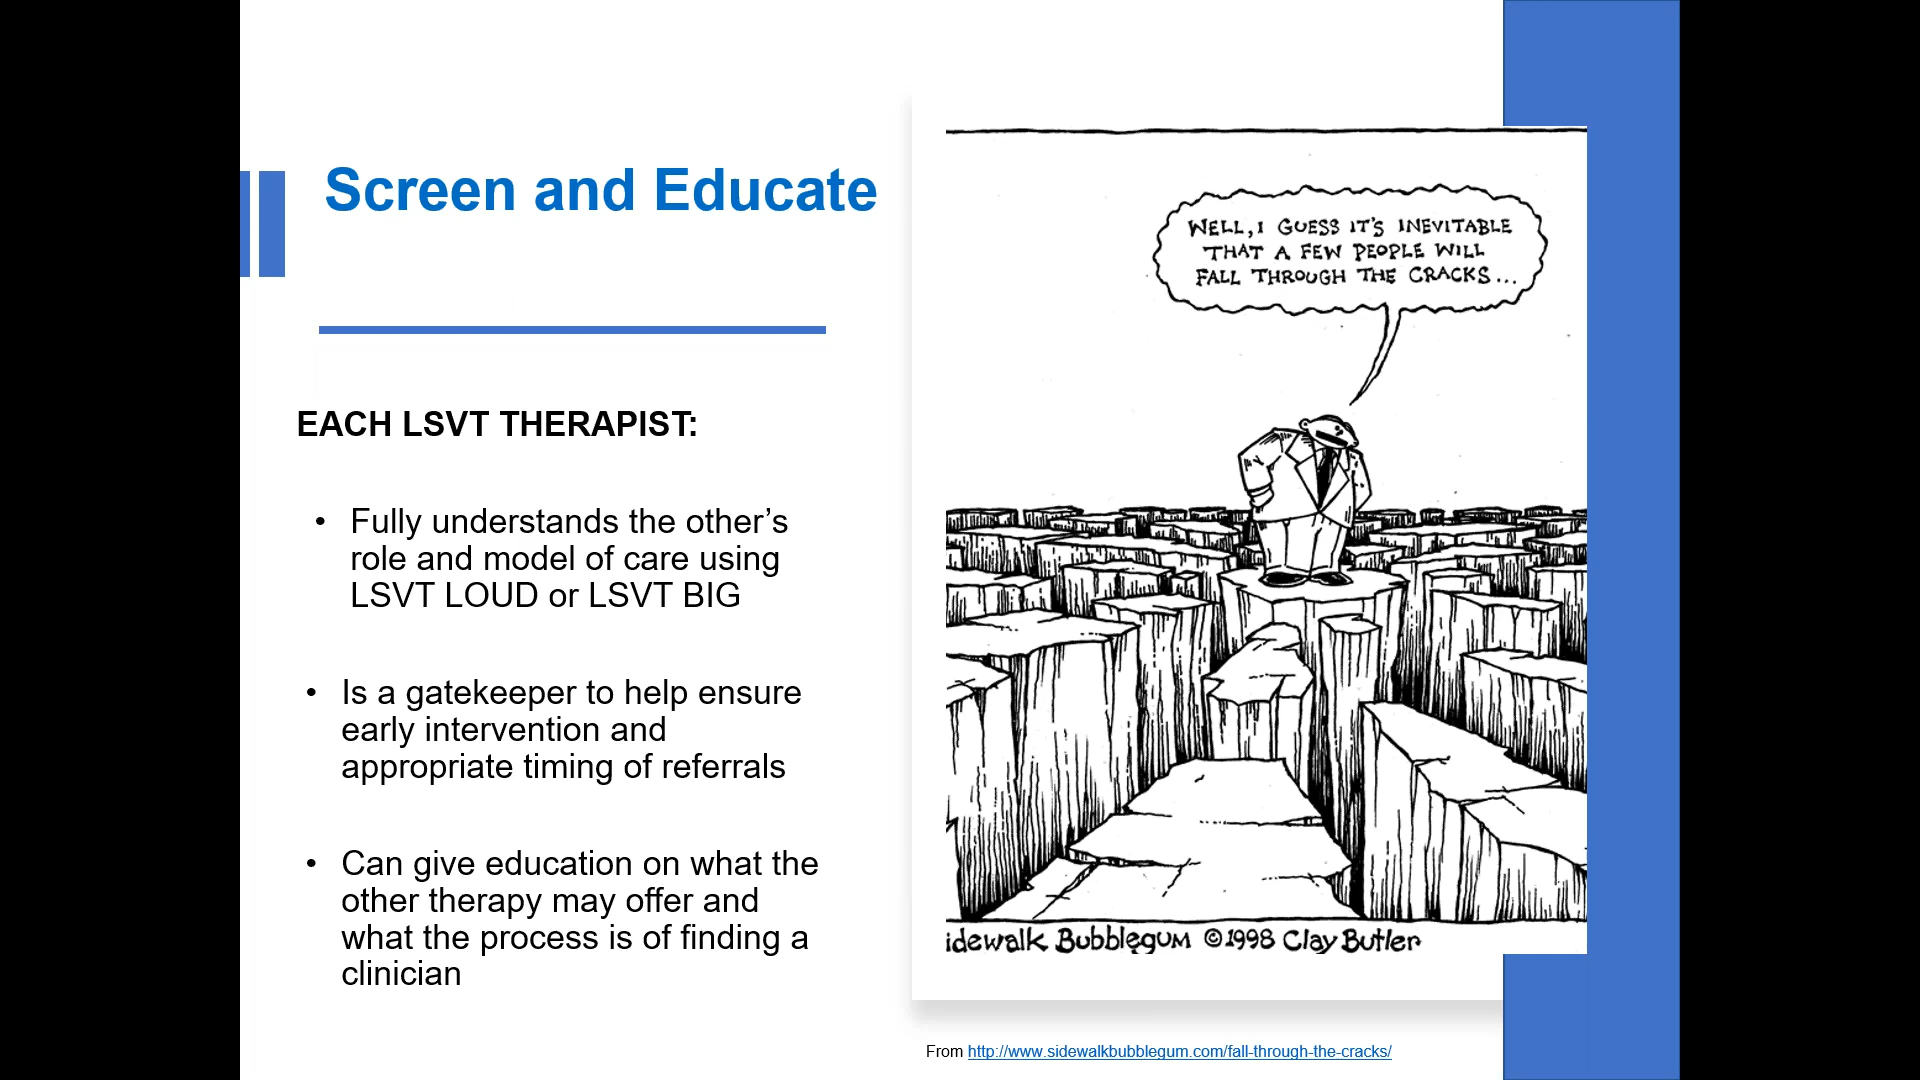 Screen and Educate
EACH LSVT THERAPIST:
• Fully understands the other’s
role and model of care using
LSVT LOUD or LSVT BIG
• Is a gatekeeper to help ensure
early intervention and
appropriate timing of referrals
• Can give education on what the
other therapy may offer and
what the process is of finding a
clinician
WELL, I GUESS IT'S INEVITABLE
THAT A FEW PEOPLE WILL
FALL THROUGH THE CRACKS...
idewalk Bubblegum ©1998 Clay Butler
From http://www.sidewalkbubblegum.com/fall-through-the-cracks/